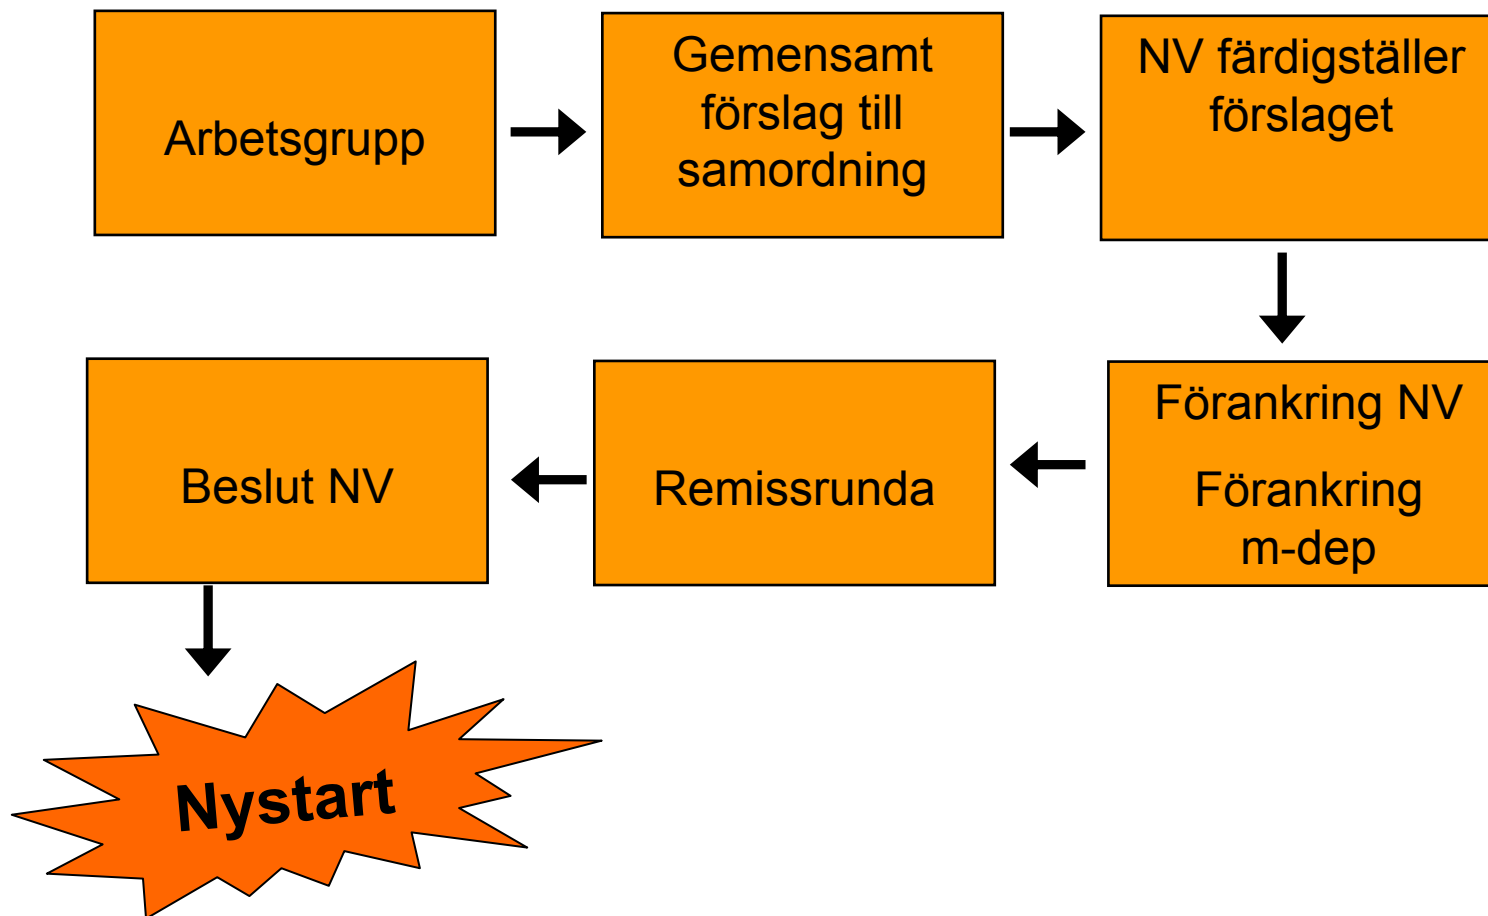 Arbetsgrupp
Gemensamt
förslag till
samordning
NV färdigställer
förslaget
Förankring NV
Förankring
m-dep
Remissrunda
Beslut NV
Nystart